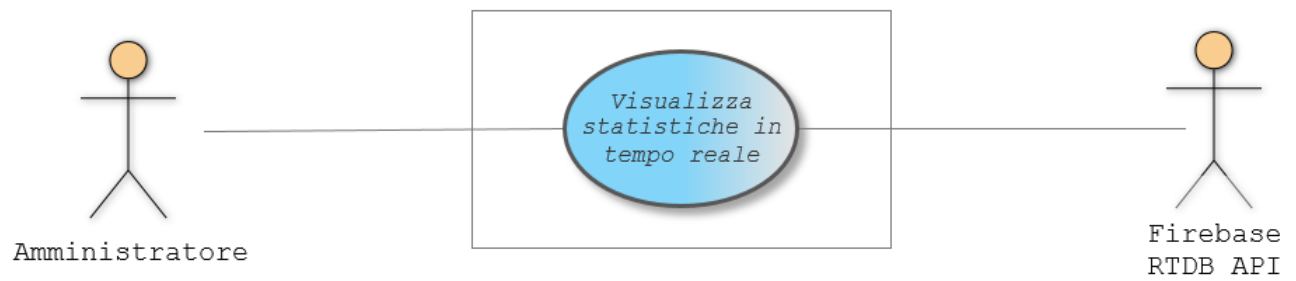 Visualizza
statistiche in
tempo reale
Amministratore
Firebase
RTDB API